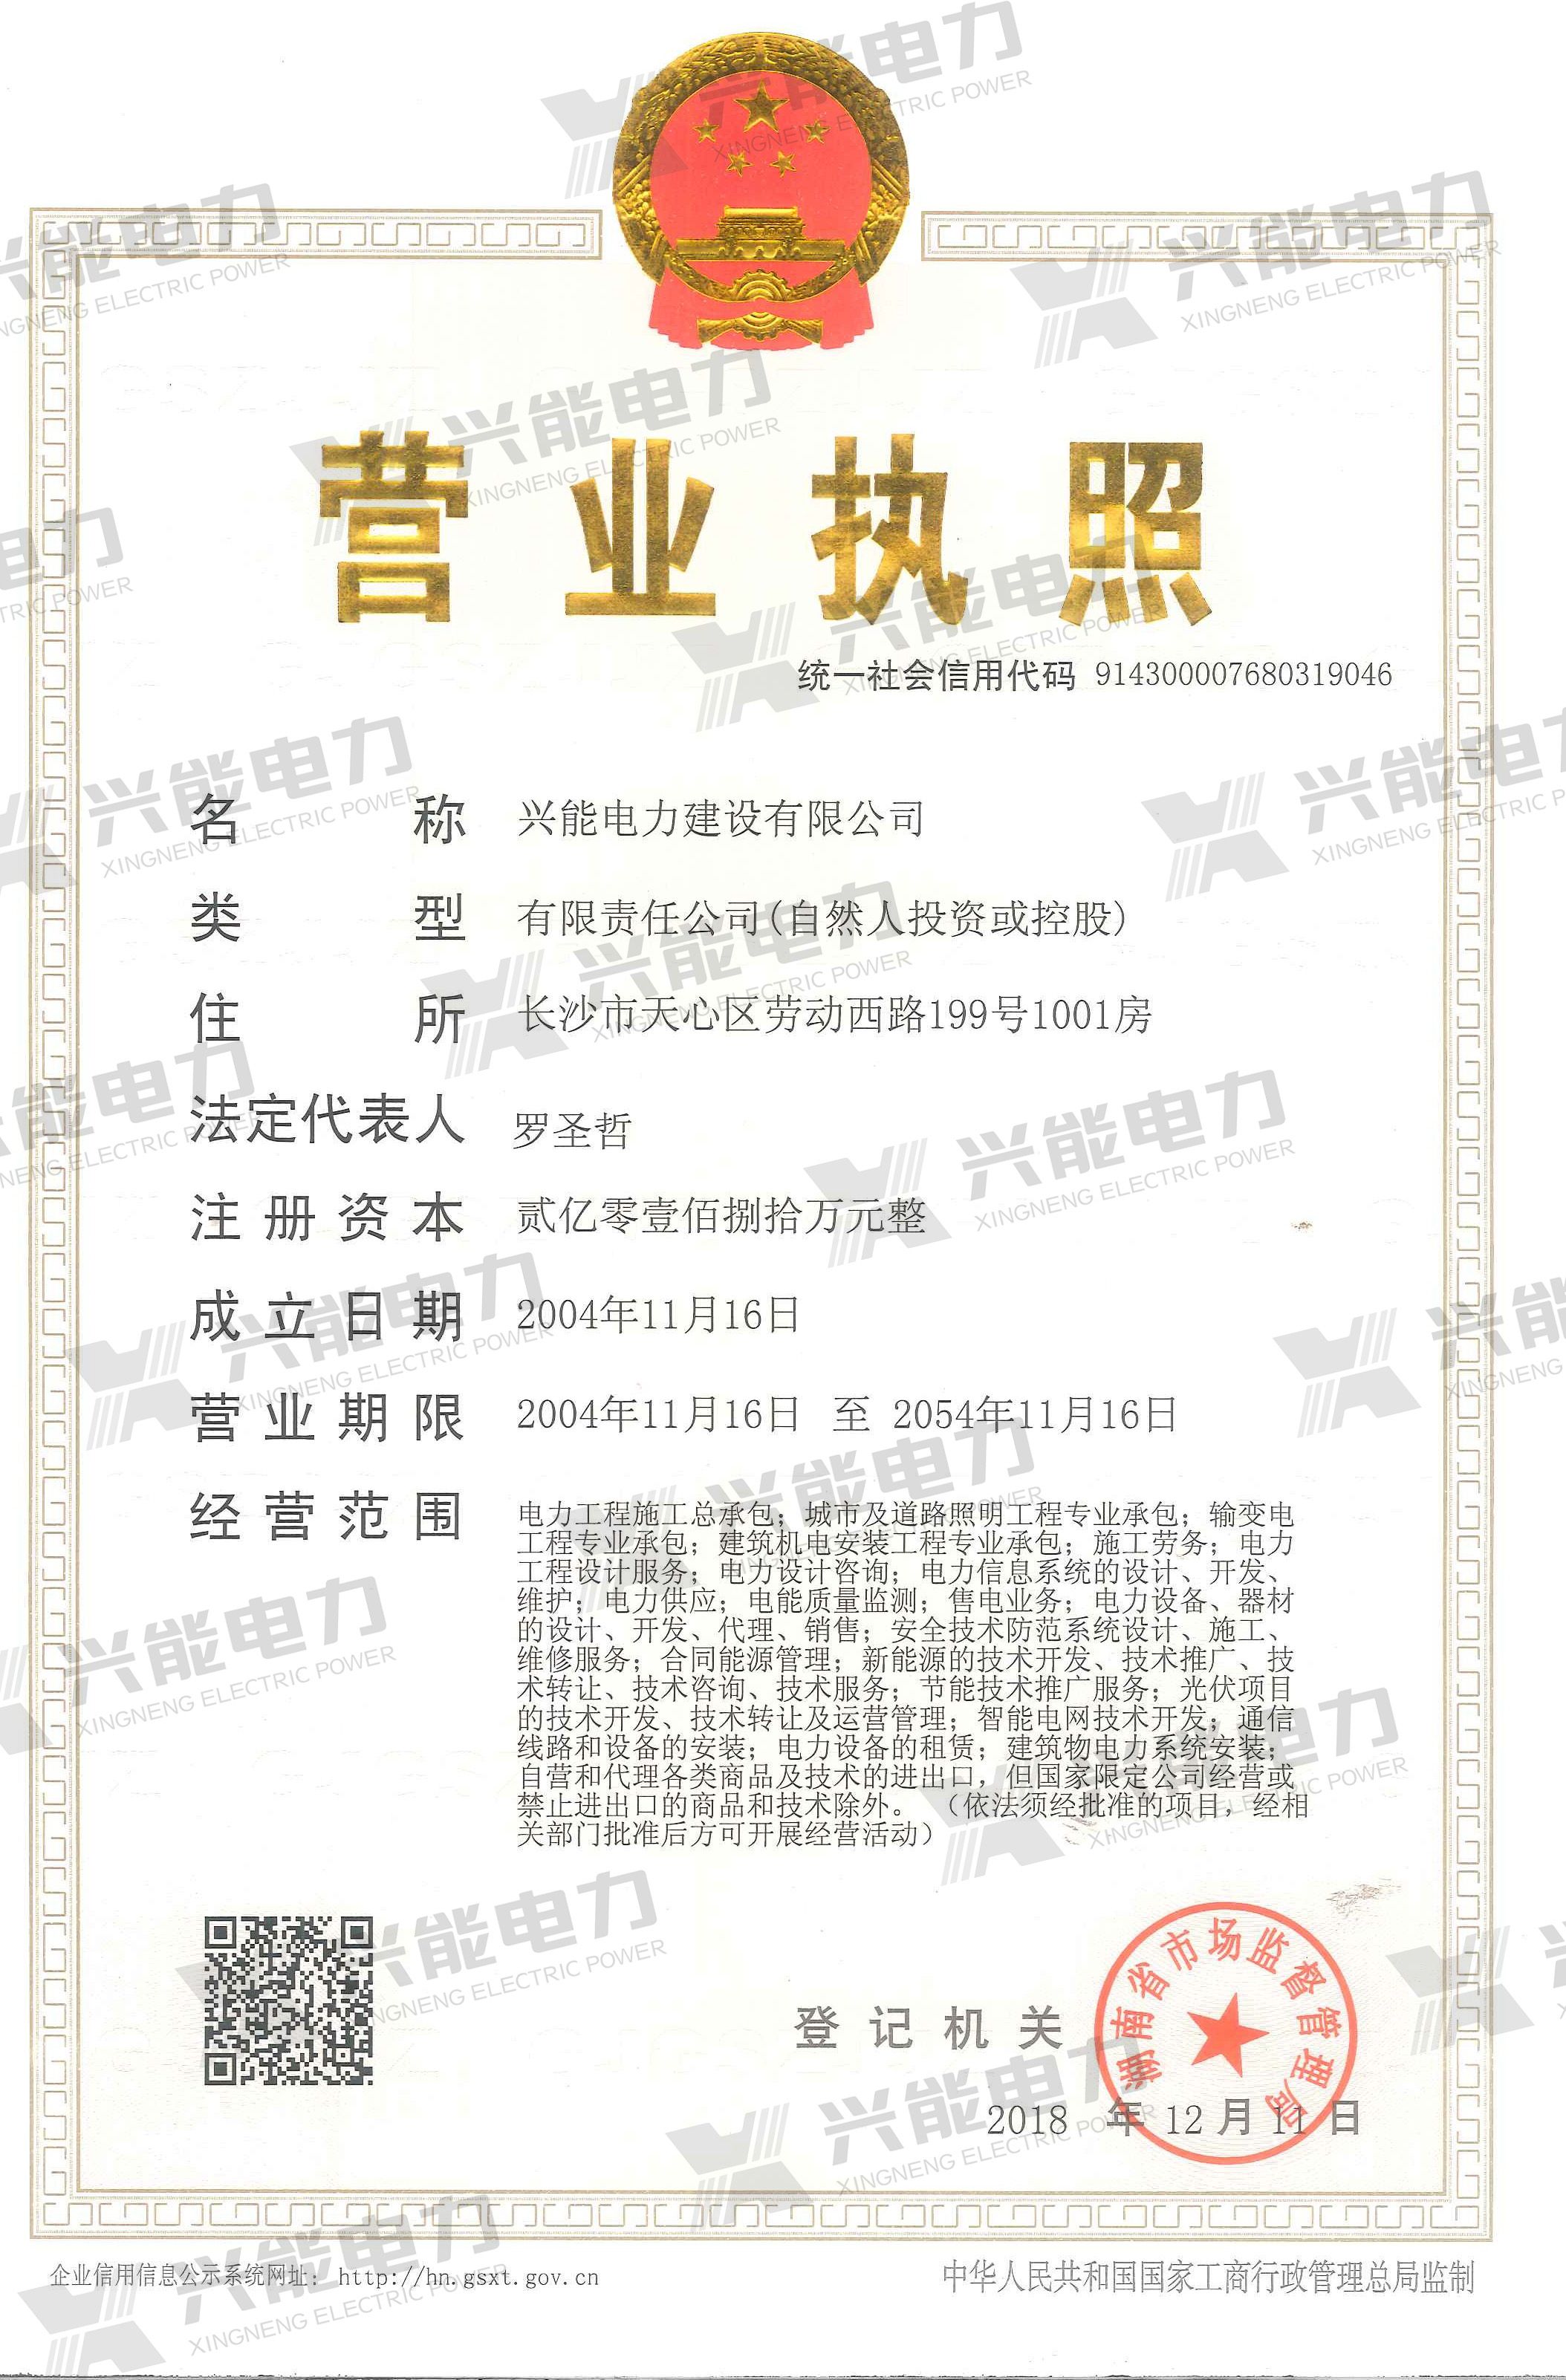 营业执照
统一社会信用代码 914300007680319046
名称 兴能电力建设有限公司
类型 有限责任公司(自然人投资或控股)
住所 长沙市天心区劳动西路199号1001房
法定代表人 罗圣哲
注册资本 贰亿零壹佰捌拾万元整
成立日期 2004年11月16日
营业期限 2004年11月16日 至 2054年11月16日
经营范围 电力工程施工总承包；城市及道路照明工程专业承包；输变电
工程专业承包；建筑机电安装工程专业承包；施工劳务；电力
工程设计服务；电力设计咨询；电力信息系统的设计、开发、
维护；电力供应；电能质量监测；售电业务；电力设备、器材
的设计、开发、代理、销售；安全技术防范系统设计、施工、
维修服务；合同能源管理；新能源的技术开发、技术推广、技
术转让、技术咨询、技术服务；节能技术推广服务；光伏项目
的技术开发、技术转让及运营管理；智能电网技术开发；通信
线路和设备的安装；电力设备的租赁；建筑物电力系统安装；
自营和代理各类商品及技术的进出口，但国家限定公司经营或
禁止进出口的商品和技术除外。（依法须经批准的项目，经相
关部门批准后方可开展经营活动）
登记机关
湖南省市场监督管理局
2018 年 12 月 11 日
企业信用信息公示系统网址：http://hn.gsxt.gov.cn
中华人民共和国国家工商行政管理总局监制
兴能电力
XINGNENG ELECTRIC POWER